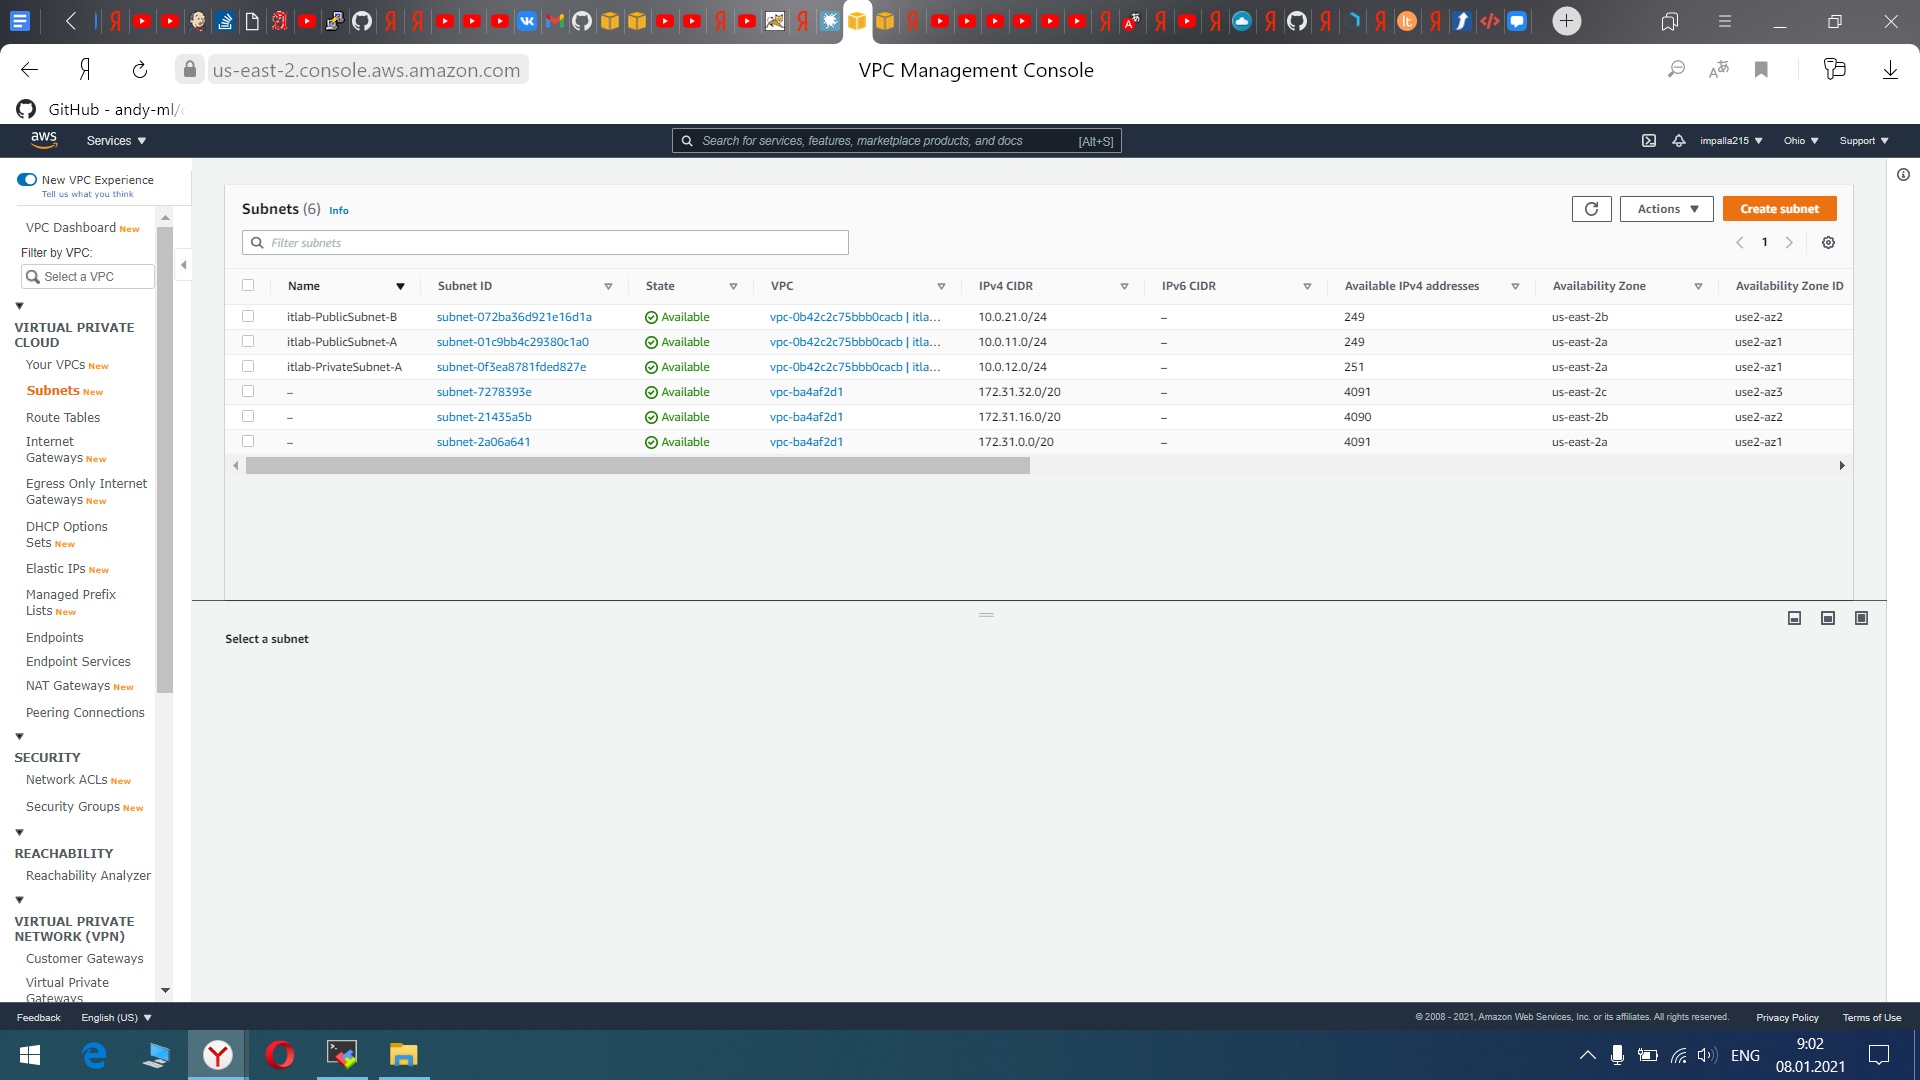 us-east-2.console.aws.amazon.com
VPC Management Console
GitHub - andy-ml/
aws
Services
Search for services, features, marketplace products, and docs
[Alt+S]
impalla215
Ohio
Support
New VPC Experience
Tell us what you think
VPC Dashboard New
Filter by VPC:
Select a VPC
VIRTUAL PRIVATE
CLOUD
Your VPCs New
Subnets New
Route Tables
Internet
Gateways New
Egress Only Internet
Gateways New
DHCP Options
Sets New
Elastic IPs New
Managed Prefix
Lists New
Endpoints
Endpoint Services
NAT Gateways New
Peering Connections
SECURITY
Network ACLs New
Security Groups New
REACHABILITY
Reachability Analyzer
VIRTUAL PRIVATE
NETWORK (VPN)
Customer Gateways
Virtual Private
Gateways
Subnets (6) Info
Actions
Create subnet
Filter subnets
1
Name Subnet ID State VPC IPv4 CIDR IPv6 CIDR Available IPv4 addresses Availability Zone Availability Zone ID
itlab-PublicSubnet-B subnet-072ba36d921e16d1a Available vpc-0b42c2c75bbb0cacb | itla... 10.0.21.0/24 – 249 us-east-2b use2-az2
itlab-PublicSubnet-A subnet-01c9bb4c29380c1a0 Available vpc-0b42c2c75bbb0cacb | itla... 10.0.11.0/24 – 249 us-east-2a use2-az1
itlab-PrivateSubnet-A subnet-0f3ea8781fded827e Available vpc-0b42c2c75bbb0cacb | itla... 10.0.12.0/24 – 251 us-east-2a use2-az1
– subnet-7278393e Available vpc-ba4af2d1 172.31.32.0/20 – 4091 us-east-2c use2-az3
– subnet-21435a5b Available vpc-ba4af2d1 172.31.16.0/20 – 4090 us-east-2b use2-az2
– subnet-2a06a641 Available vpc-ba4af2d1 172.31.0.0/20 – 4091 us-east-2a use2-az1
Select a subnet
Feedback
English (US)
© 2008 - 2021, Amazon Web Services, Inc. or its affiliates. All rights reserved.
Privacy Policy
Terms of Use
ENG
9:02
08.01.2021